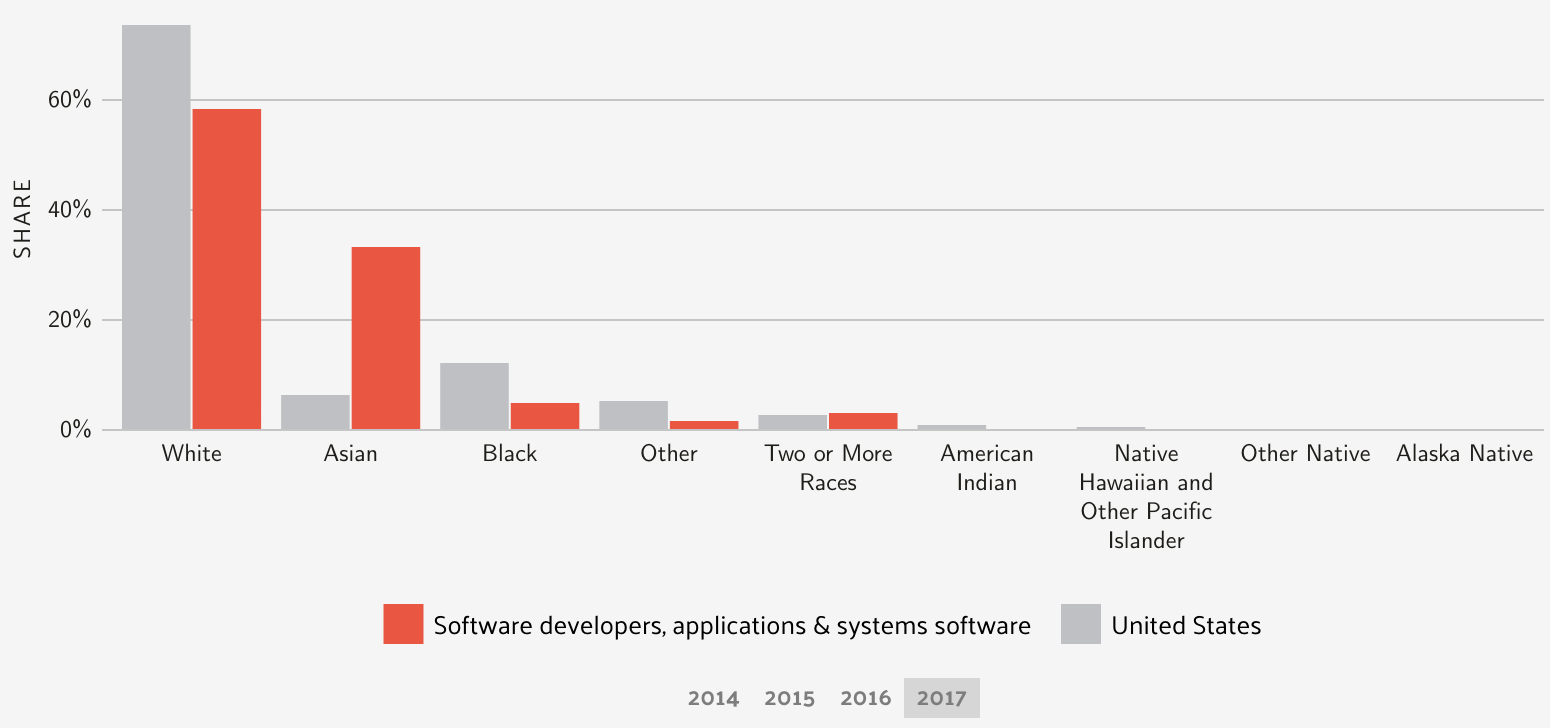 60%
40%
20%
0%
SHARE
White
Asian
Black
Other
Two or More
Races
American
Indian
Native
Hawaiian and
Other Pacific
Islander
Other Native
Alaska Native
Software developers, applications & systems software
United States
2014 2015 2016 2017